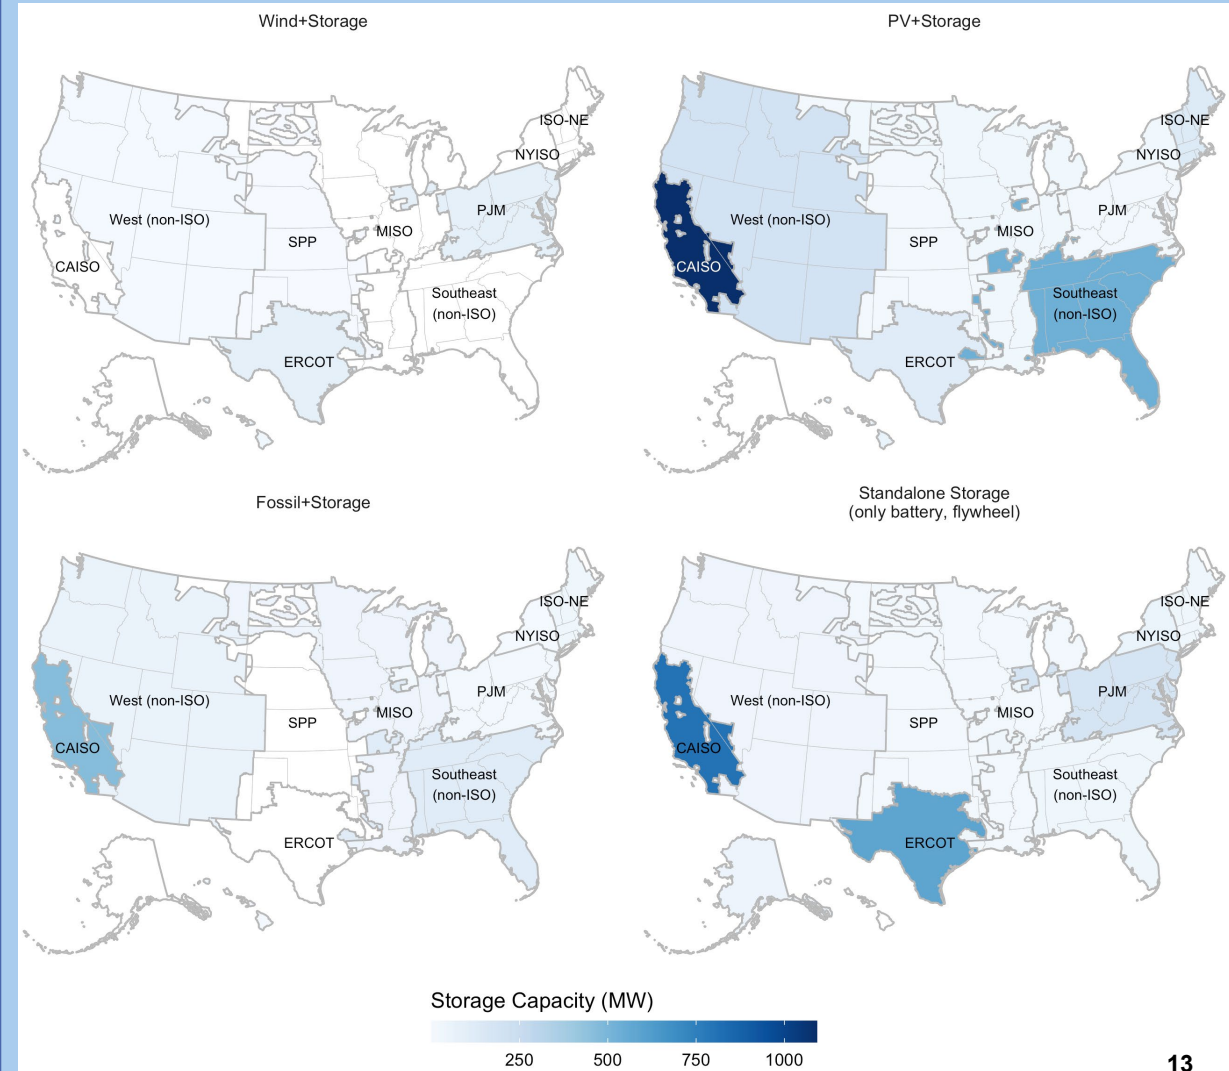 Wind+Storage
ISO-NE
NYISO
PJM
West (non-ISO)
MISO
SPP
CAISO
Southeast
(non-ISO)
ERCOT
PV+Storage
ISO-NE
NYISO
PJM
West (non-ISO)
MISO
SPP
CAISO
Southeast
(non-ISO)
ERCOT
Fossil+Storage
ISO-NE
NYISO
PJM
West (non-ISO)
MISO
SPP
CAISO
Southeast
(non-ISO)
ERCOT
Standalone Storage
(only battery, flywheel)
ISO-NE
NYISO
PJM
West (non-ISO)
MISO
SPP
CAISO
Southeast
(non-ISO)
ERCOT
Storage Capacity (MW)
250 500 750 1000
13